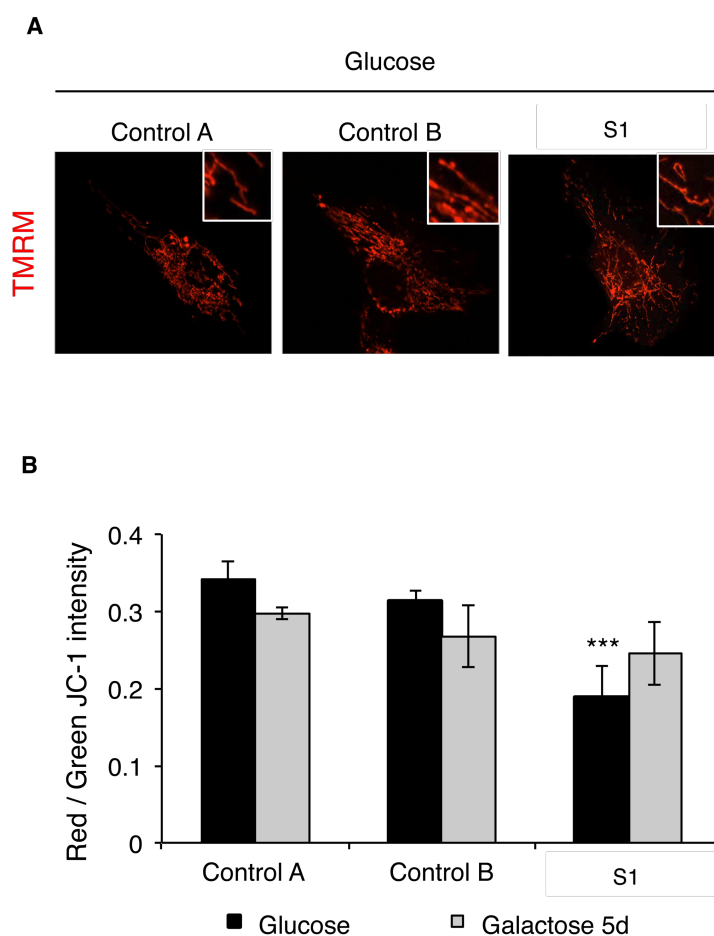 A
Glucose
Control A Control B S1
TMRM
B
Red / Green JC-1 intensity
0.4
0.3
0.2
0.1
0
***
Control A Control B S1
Glucose Galactose 5d